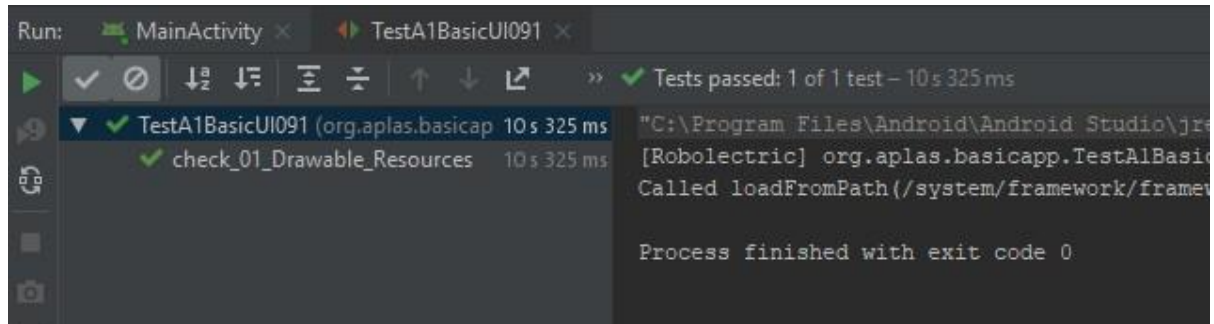 Run: MainActivity TestA1BasicUI091
Tests passed: 1 of 1 test – 10 s 325 ms
TestA1BasicUI091 (org.aplas.basicap 10 s 325 ms
check_01_Drawable_Resources 10 s 325 ms
"C:\Program Files\Android\Android Studio\jre
[Robolectric] org.aplas.basicapp.TestA1Basic
Called loadFromPath(/system/framework/framew
Process finished with exit code 0